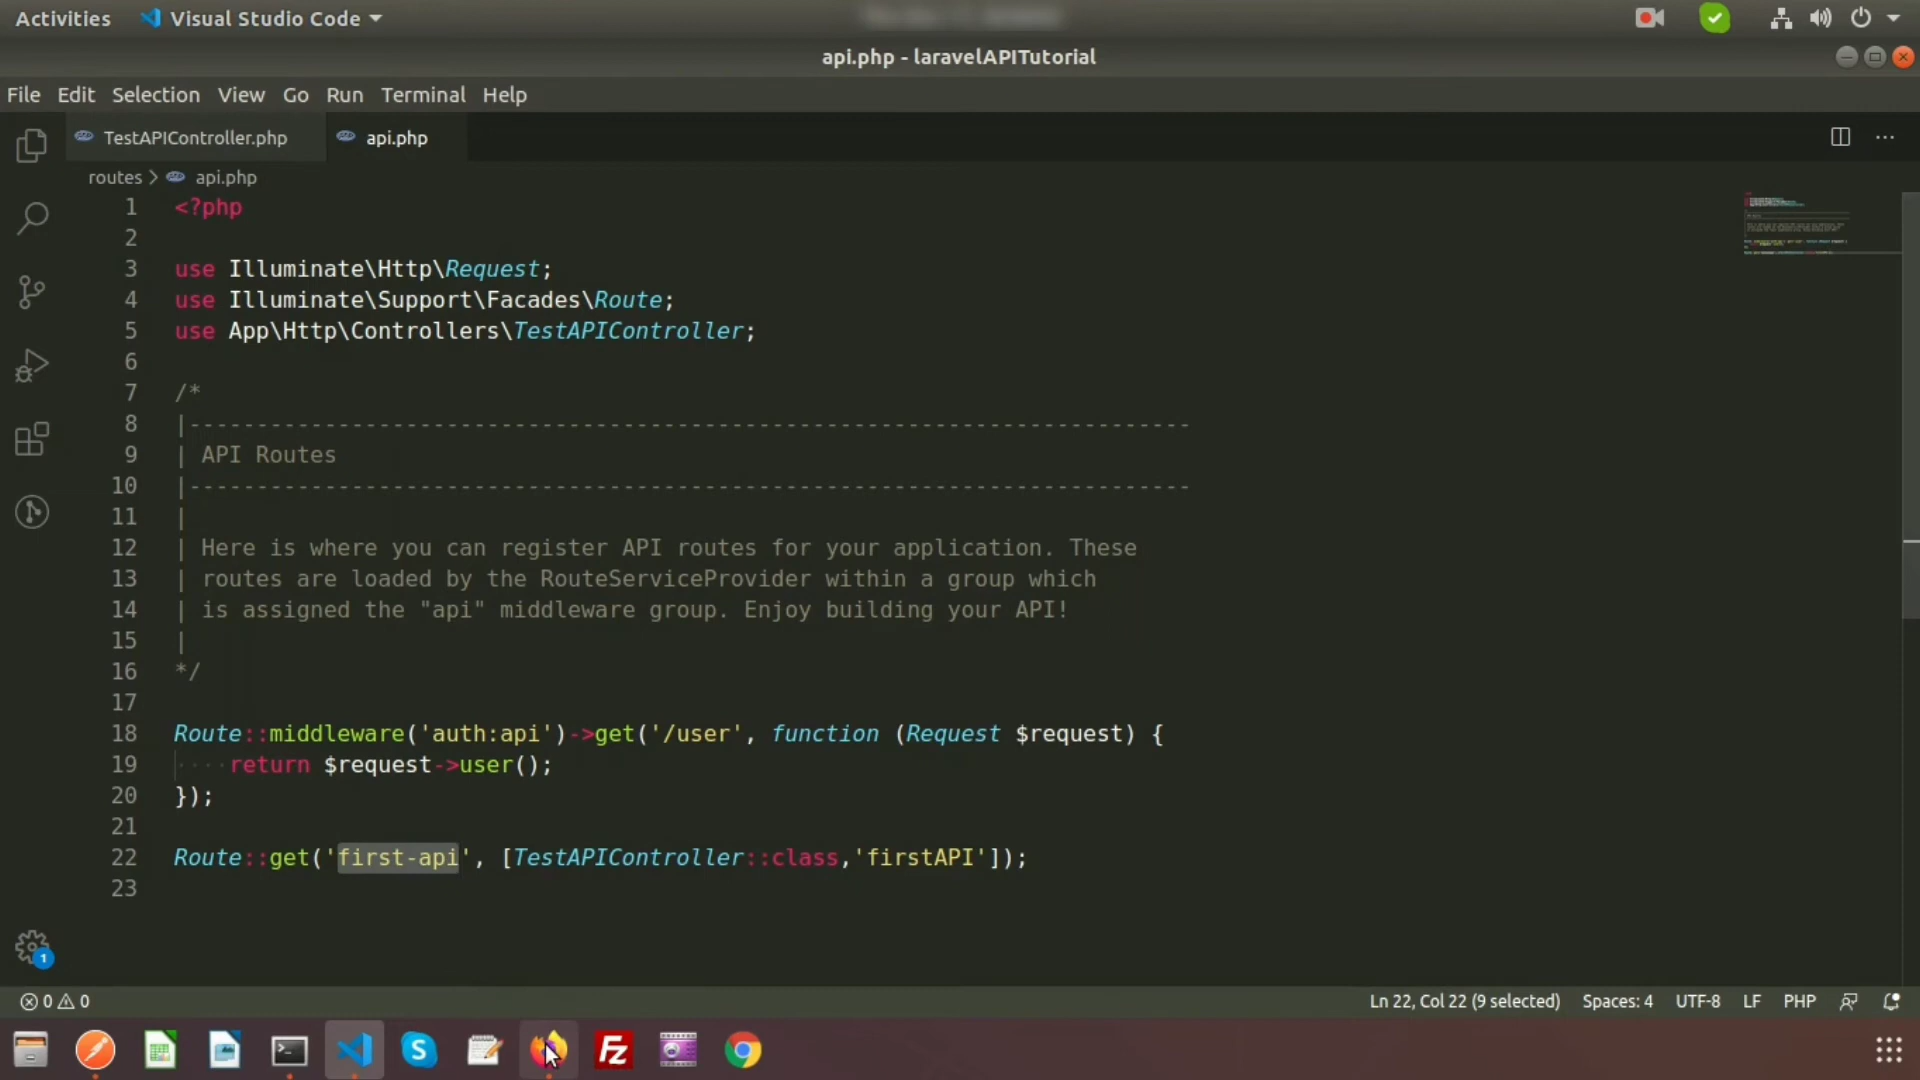 Activities
Visual Studio Code
api.php - laravelAPITutorial
File Edit Selection View Go Run Terminal Help
TestAPIController.php
api.php
routes > api.php
1 <?php
2
3 use Illuminate\Http\Request;
4 use Illuminate\Support\Facades\Route;
5 use App\Http\Controllers\TestAPIController;
6
7 /*
8 |--------------------------------------------------------------------------
9 | API Routes
10 |--------------------------------------------------------------------------
11 |
12 | Here is where you can register API routes for your application. These
13 | routes are loaded by the RouteServiceProvider within a group which
14 | is assigned the "api" middleware group. Enjoy building your API!
15 |
16 */
17
18 Route::middleware('auth:api')->get('/user', function (Request $request) {
19 ····return $request->user();
20 });
21
22 Route::get('first-api', [TestAPIController::class,'firstAPI']);
23
1
0 0
Ln 22, Col 22 (9 selected) Spaces: 4 UTF-8 LF PHP
S
Fz